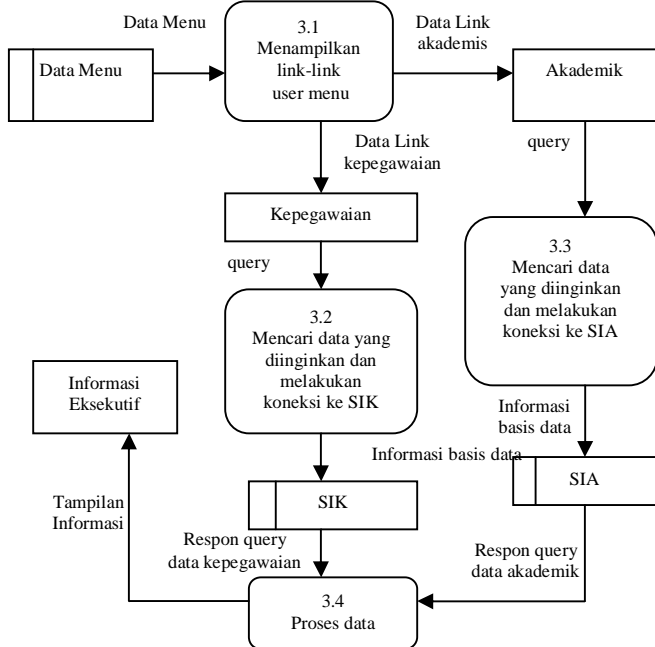 Data Menu
3.1
Menampilkan
link-link
user menu
Data Link
akademis
Data Menu
Akademik
Data Link
kepegawaian
query
Kepegawaian
query
3.3
Mencari data
yang diinginkan
dan melakukan
koneksi ke SIA
3.2
Mencari data yang
diinginkan dan
melakukan
koneksi ke SIK
Informasi
Eksekutif
Informasi
basis data
Informasi basis data
SIK
SIA
Tampilan
Informasi
Respon query
data kepegawaian
Respon query
data akademik
3.4
Proses data